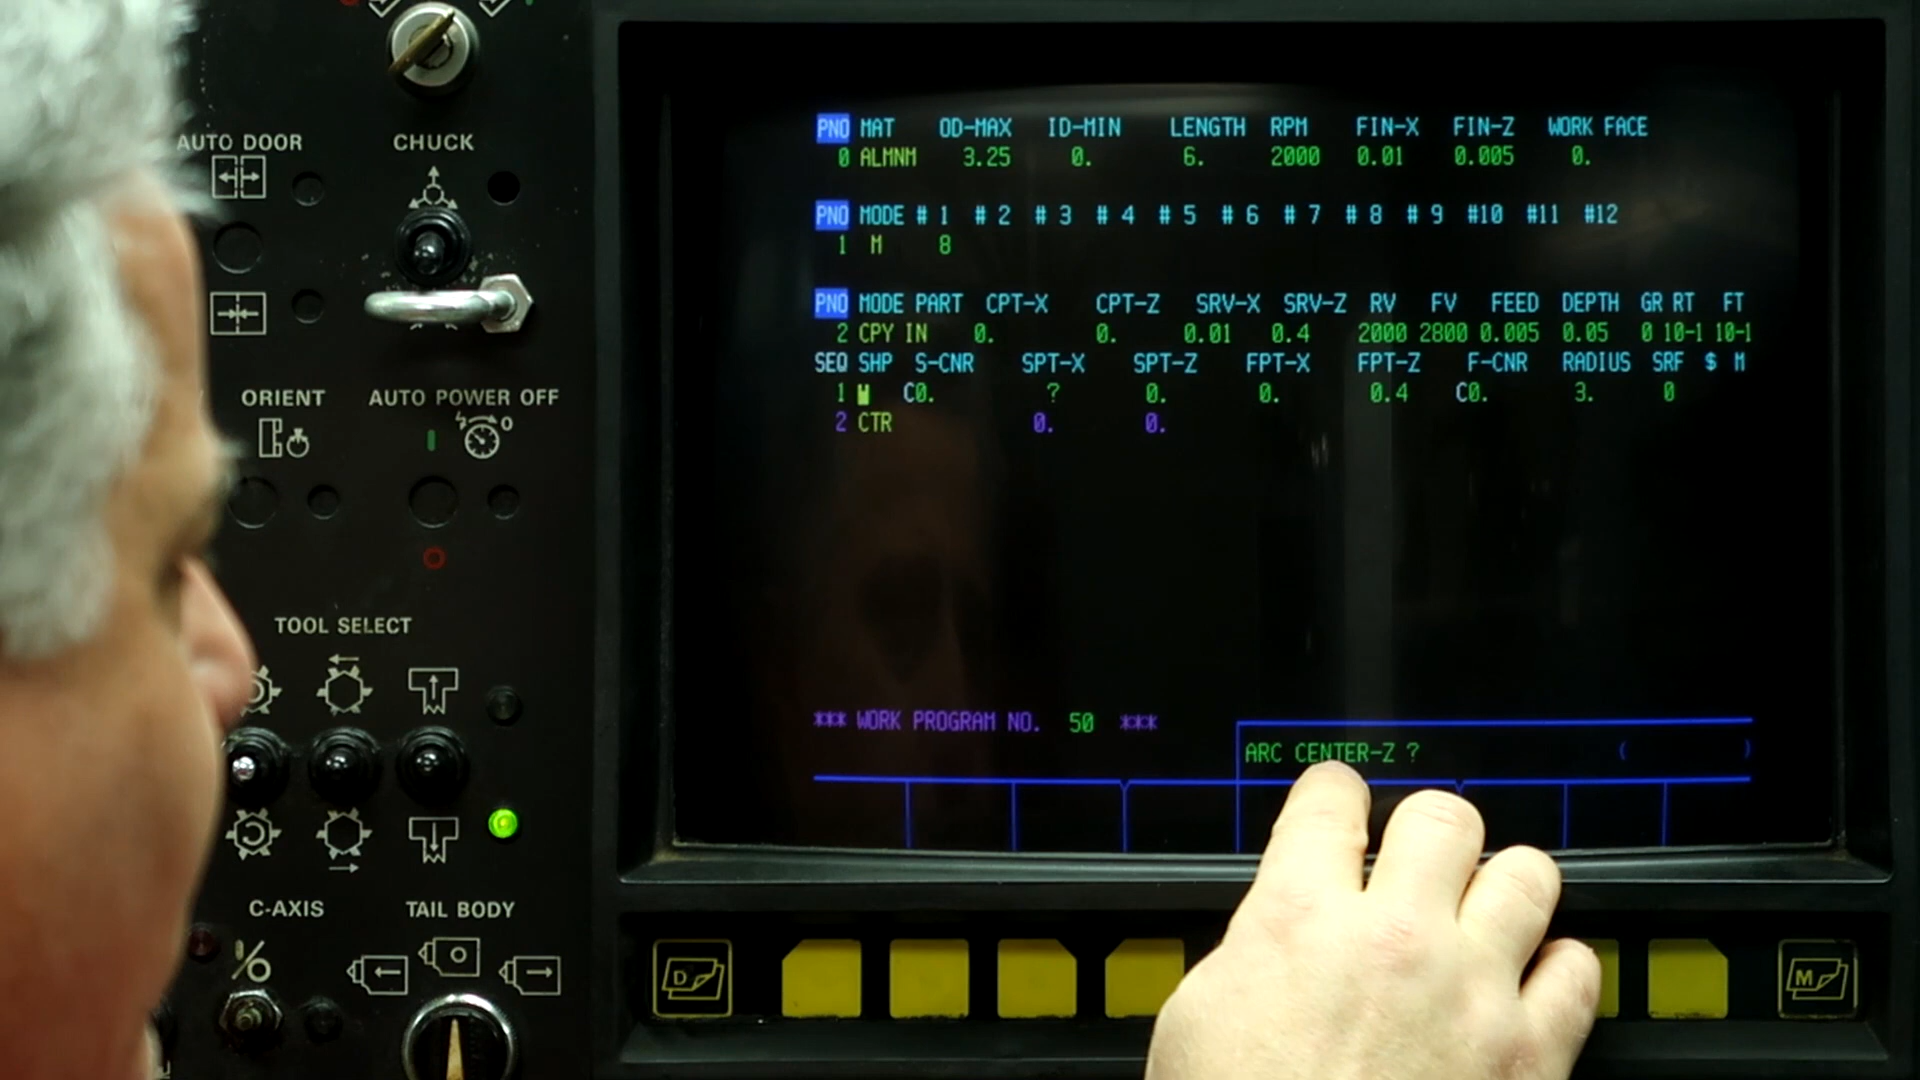 AUTO DOOR
CHUCK
ORIENT
AUTO POWER OFF
TOOL SELECT
C-AXIS
TAIL BODY
PNO MAT OD-MAX ID-MIN LENGTH RPM FIN-X FIN-Z WORK FACE
0 ALMNM 3.25 0. 6. 2000 0.01 0.005 0.
PNO MODE # 1 # 2 # 3 # 4 # 5 # 6 # 7 # 8 # 9 #10 #11 #12
1 M 8
PNO MODE PART CPT-X CPT-Z SRV-X SRV-Z RV FV FEED DEPTH GR RT FT
2 CPY IN 0. 0. 0.01 0.4 2000 2800 0.005 0.05 0 10-1 10-1
SEQ SHP S-CNR SPT-X SPT-Z FPT-X FPT-Z F-CNR RADIUS SRF $ M
1 C0. ? 0. 0. 0.4 C0. 3. 0
2 CTR 0. 0.
*** WORK PROGRAM NO. 50 ***
ARC CENTER-Z ? ( )
D
M